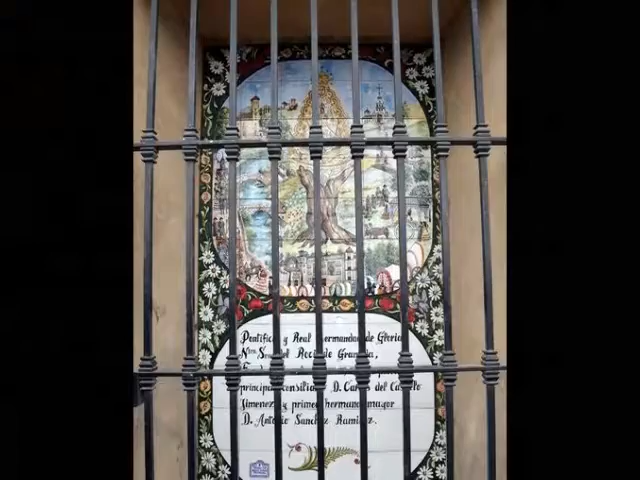 Pontificia y Real Hermandad de Gloria
Ntra Sra del Rocio de Granada,
principal consiliario D. Carlos del Castillo
Jimenez y primer hermano mayor
D. Antonio Sanchez Ramirez.